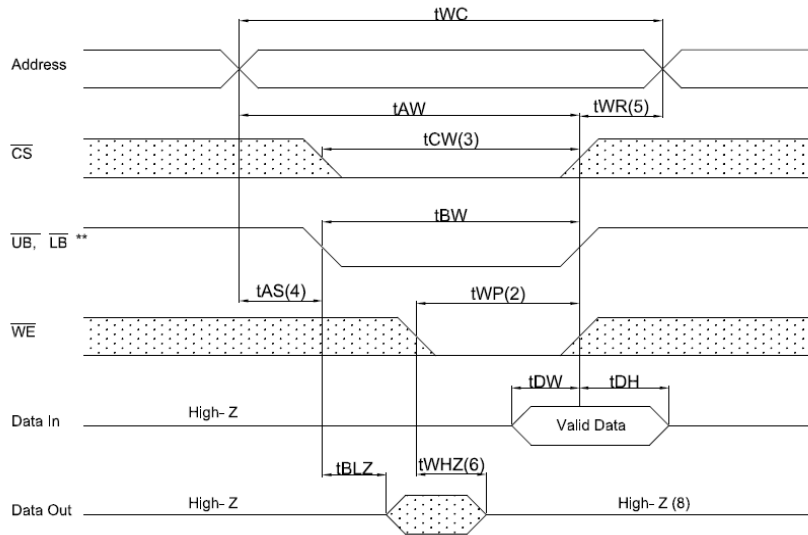 tWC
Address
tAW
tWR(5)
CS
tCW(3)
UB, LB **
tBW
tAS(4)
tWP(2)
WE
tDW
tDH
Data In
High- Z
Valid Data
tBLZ
tWHZ(6)
Data Out
High- Z
High- Z (8)